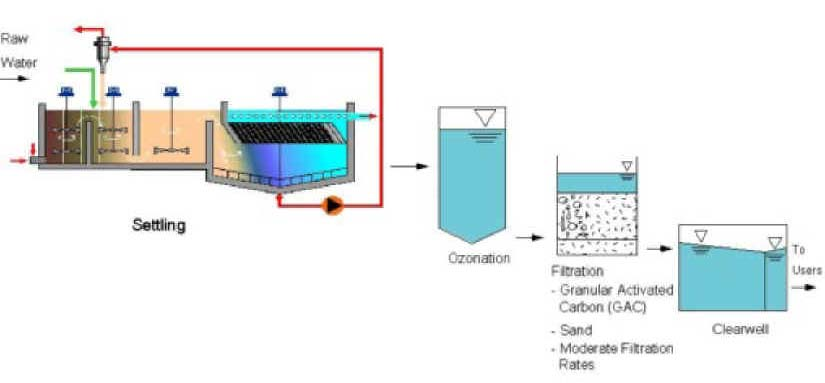 Raw
Water
Settling
Ozonation
Filtration
- Granular Activated
Carbon (GAC)
- Sand
- Moderate Filtration
Rates
To
Users
Clearwell